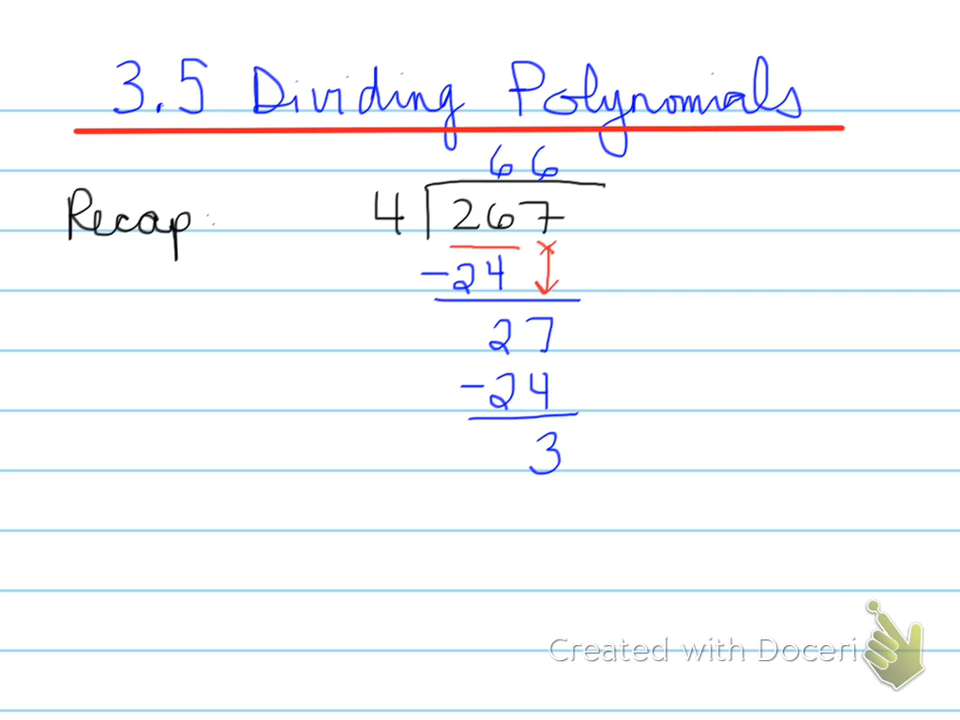 3.5 Dividing Polynomials
66
Recap: 4 267
-24
27
-24
3
Created with Doceri